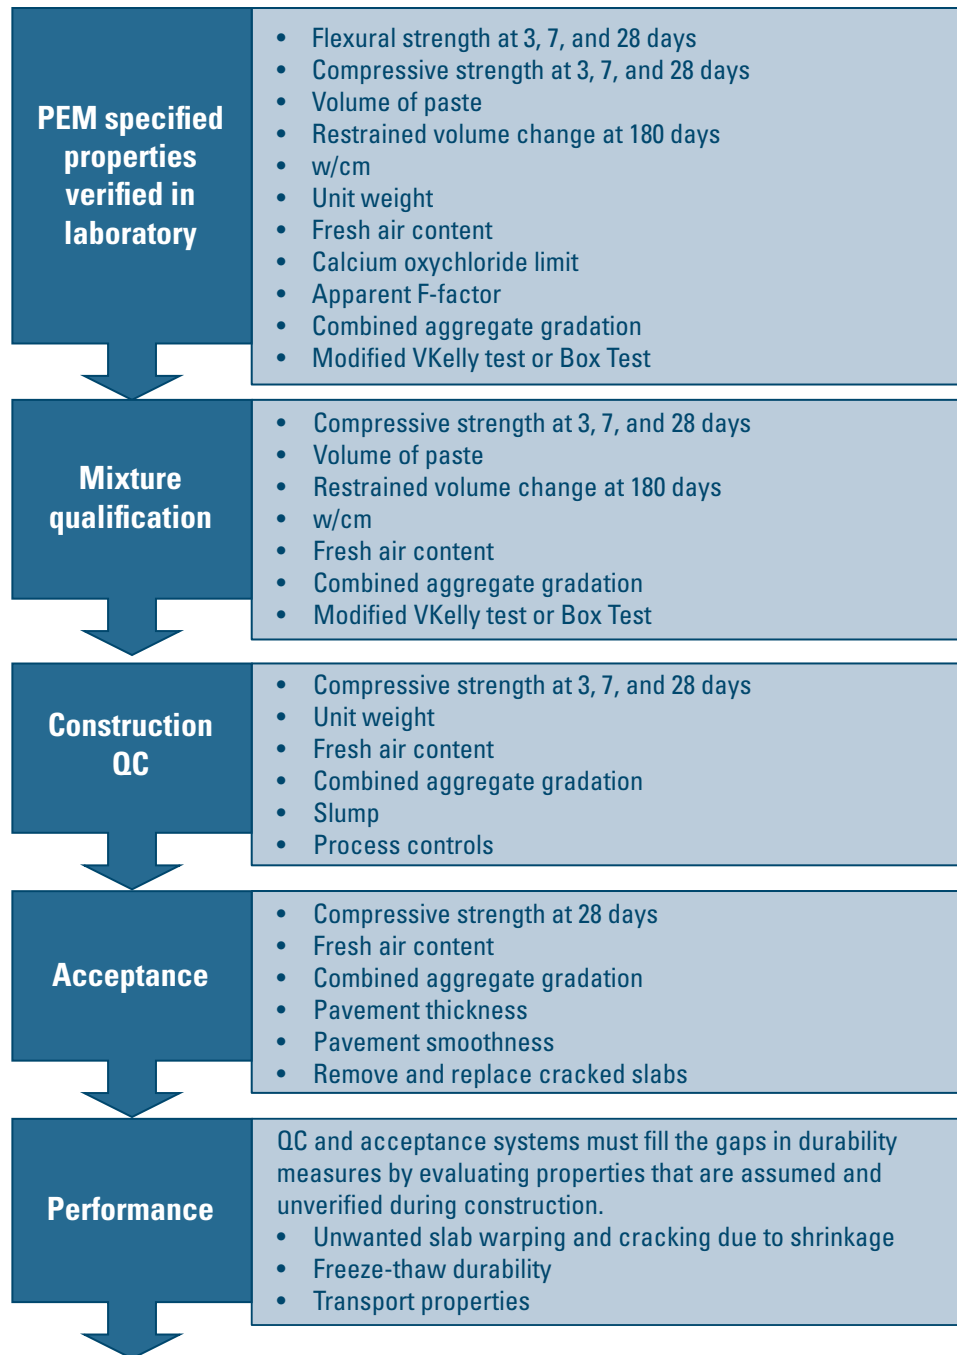 PEM specified
properties
verified in
laboratory
• Flexural strength at 3, 7, and 28 days
• Compressive strength at 3, 7, and 28 days
• Volume of paste
• Restrained volume change at 180 days
• w/cm
• Unit weight
• Fresh air content
• Calcium oxychloride limit
• Apparent F-factor
• Combined aggregate gradation
• Modified VKelly test or Box Test
Mixture
qualification
• Compressive strength at 3, 7, and 28 days
• Volume of paste
• Restrained volume change at 180 days
• w/cm
• Fresh air content
• Combined aggregate gradation
• Modified VKelly test or Box Test
Construction
QC
• Compressive strength at 3, 7, and 28 days
• Unit weight
• Fresh air content
• Combined aggregate gradation
• Slump
• Process controls
Acceptance
• Compressive strength at 28 days
• Fresh air content
• Combined aggregate gradation
• Pavement thickness
• Pavement smoothness
• Remove and replace cracked slabs
Performance
QC and acceptance systems must fill the gaps in durability
measures by evaluating properties that are assumed and
unverified during construction.
• Unwanted slab warping and cracking due to shrinkage
• Freeze-thaw durability
• Transport properties